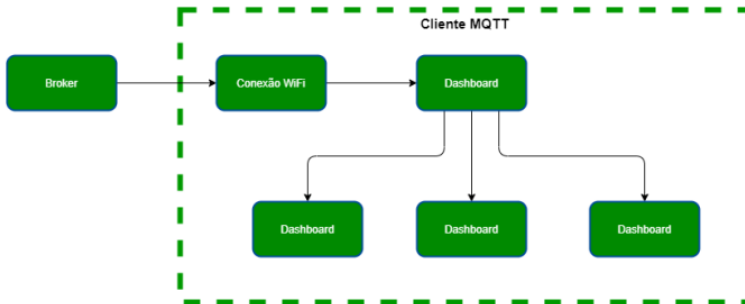 Cliente MQTT
Broker
Conexão WiFi
Dashboard
Dashboard
Dashboard
Dashboard